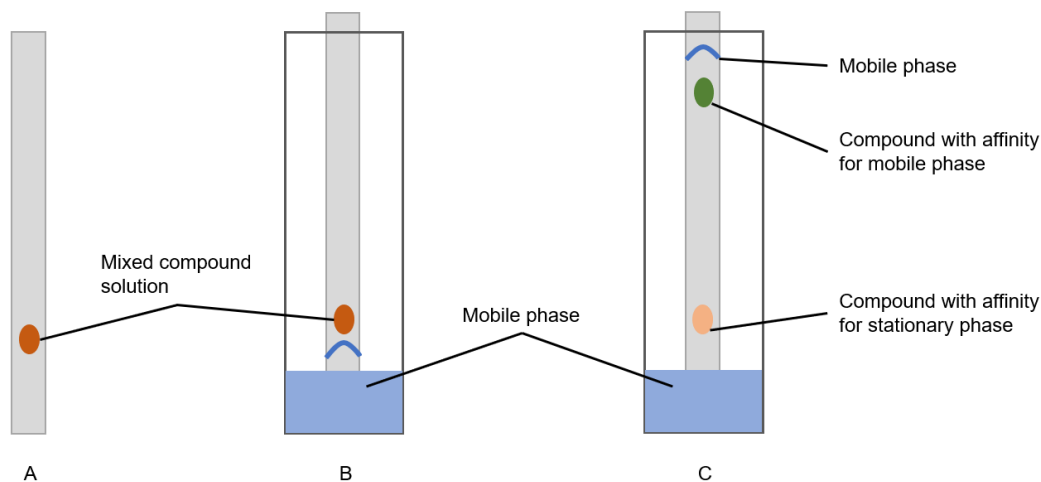 Mobile phase
Compound with affinity
for mobile phase
Mixed compound
solution
Mobile phase
Compound with affinity
for stationary phase
A
B
C